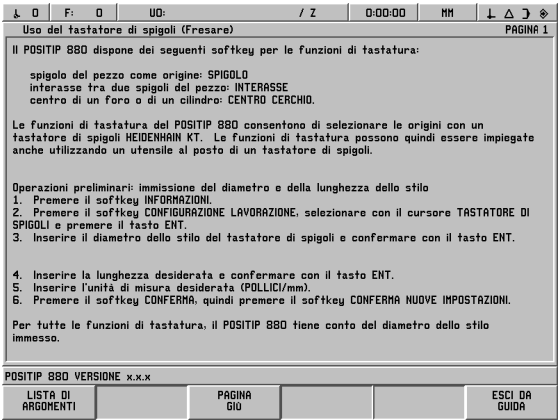 0 F: 0 UO: / Z 0:00:00 MM
Uso del tastatore di spigoli (Fresare) PAGINA 1
Il POSITIP 880 dispone dei seguenti softkey per le funzioni di tastatura:
spigolo del pezzo come origine: SPIGOLO
interasse tra due spigoli del pezzo: INTERASSE
centro di un foro o di un cilindro: CENTRO CERCHIO.
Le funzioni di tastatura del POSITIP 880 consentono di selezionare le origini con un
tastatore di spigoli HEIDENHAIN KT. Le funzioni di tastatura possono quindi essere impiegate
anche utilizzando un utensile al posto di un tastatore di spigoli.
Operazioni preliminari: immissione del diametro e della lunghezza dello stilo
1. Premere il softkey INFORMAZIONI.
2. Premere il softkey CONFIGURAZIONE LAVORAZIONE, selezionare con il cursore TASTATORE DI
SPIGOLI e premere il tasto ENT.
3. Inserire il diametro dello stilo del tastatore di spigoli e confermare con il tasto ENT.
4. Inserire la lunghezza desiderata e confermare con il tasto ENT.
5. Inserire l'unità di misura desiderata (POLLICI/mm).
6. Premere il softkey CONFERMA, quindi premere il softkey CONFERMA NUOVE IMPOSTAZIONI.
Per tutte le funzioni di tastatura, il POSITIP 880 tiene conto del diametro dello stilo
immesso.
POSITIP 880 VERSIONE x.x.x
LISTA DI
ARGOMENTI
PAGINA
GIÙ
ESCI DA
GUIDA